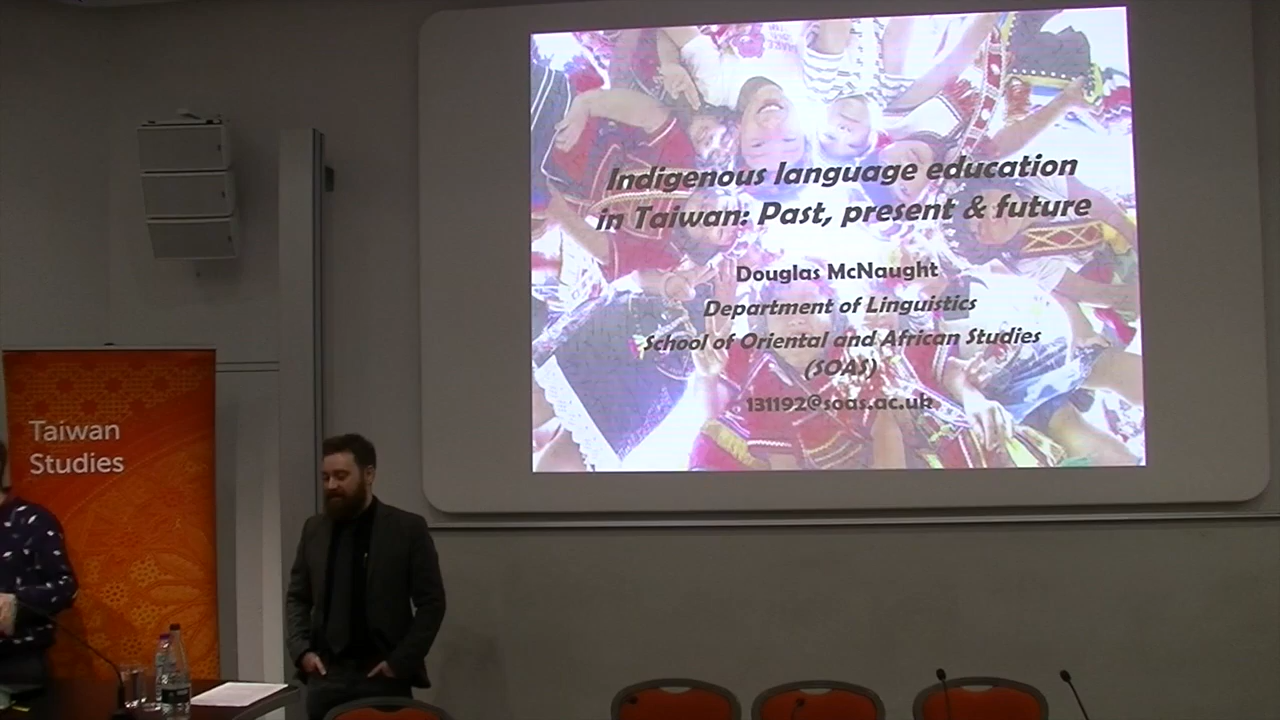 Indigenous language education
in Taiwan: Past, present & future
Douglas McNaught
Department of Linguistics
School of Oriental and African Studies
(SOAS)
131192@soas.ac.uk
Taiwan
Studies